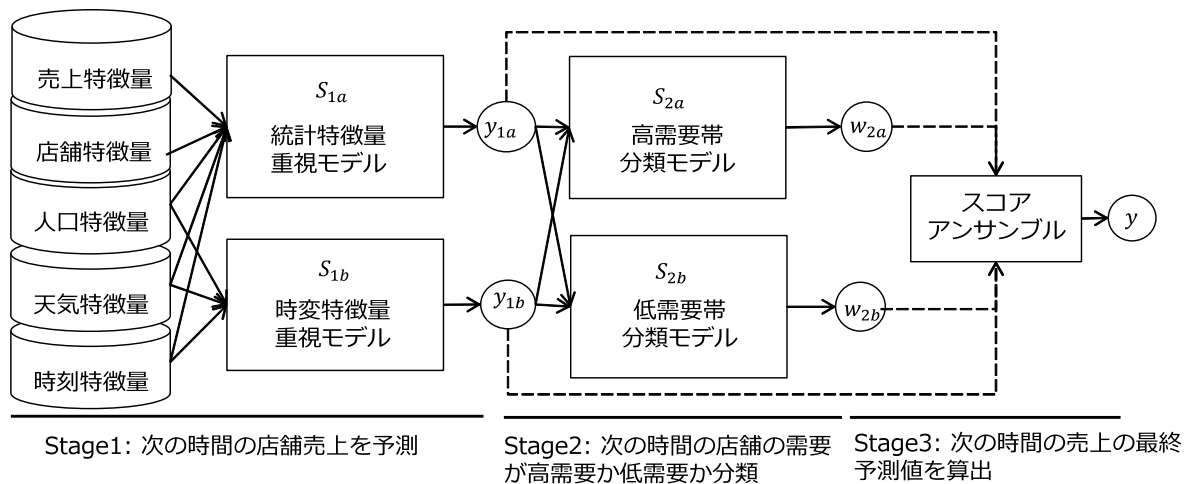 売上特徴量
店舗特徴量
人口特徴量
天気特徴量
時刻特徴量
S1a
統計特徴量
重視モデル
S1b
時変特徴量
重視モデル
y1a
y1b
S2a
高需要帯
分類モデル
S2b
低需要帯
分類モデル
w2a
w2b
スコア
アンサンブル
y
Stage1: 次の時間の店舗売上を予測
Stage2: 次の時間の店舗の需要
が高需要か低需要か分類
Stage3: 次の時間の売上の最終
予測値を算出